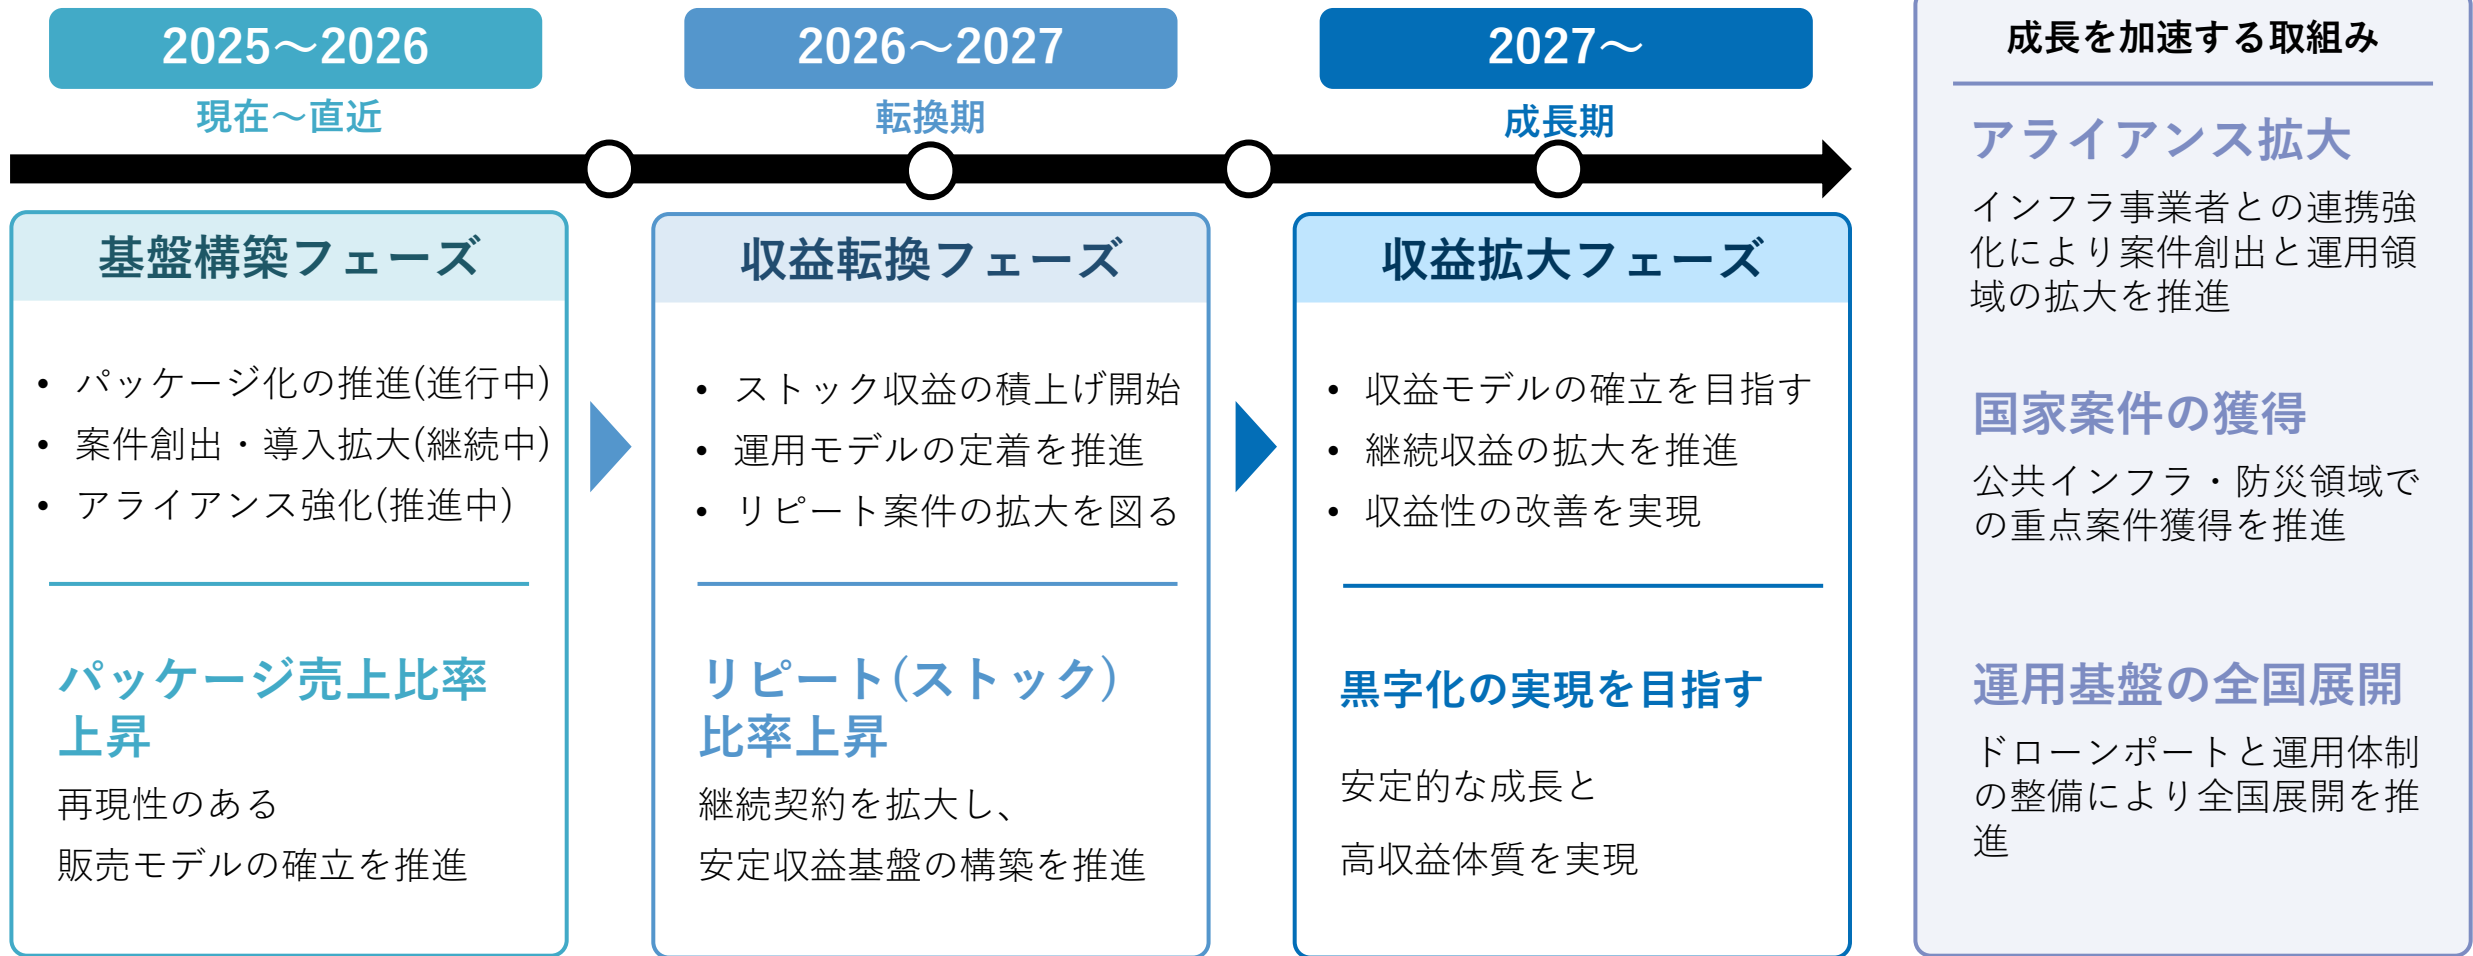 2025～2026
現在～直近
基盤構築フェーズ
• パッケージ化の推進(進行中)
• 案件創出・導入拡大(継続中)
• アライアンス強化(推進中)
パッケージ売上比率
上昇
再現性のある
販売モデルの確立を推進
2026～2027
転換期
収益転換フェーズ
• ストック収益の積上げ開始
• 運用モデルの定着を推進
• リピート案件の拡大を図る
リピート(ストック)
比率上昇
継続契約を拡大し、
安定収益基盤の構築を推進
2027～
成長期
収益拡大フェーズ
• 収益モデルの確立を目指す
• 継続収益の拡大を推進
• 収益性の改善を実現
黒字化の実現を目指す
安定的な成長と
高収益体質を実現
成長を加速する取組み
アライアンス拡大
インフラ事業者との連携強
化により案件創出と運用領
域の拡大を推進
国家案件の獲得
公共インフラ・防災領域で
の重点案件獲得を推進
運用基盤の全国展開
ドローンポートと運用体制
の整備により全国展開を推
進